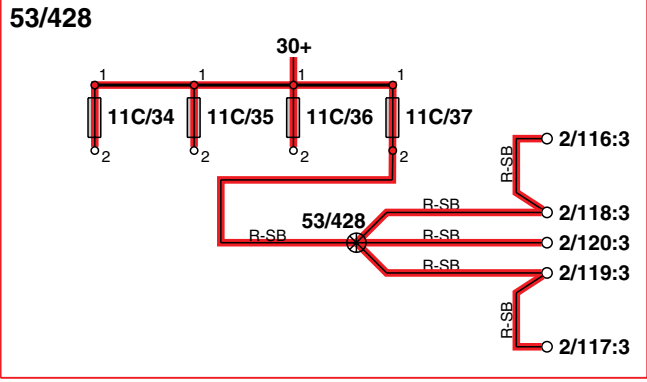 53/428
30+
1 1 1 1
11C/34 11C/35 11C/36 11C/37
2 2 2 2
R-SB 2/116:3
53/428 R-SB 2/118:3
R-SB R-SB 2/120:3
R-SB 2/119:3
R-SB
2/117:3